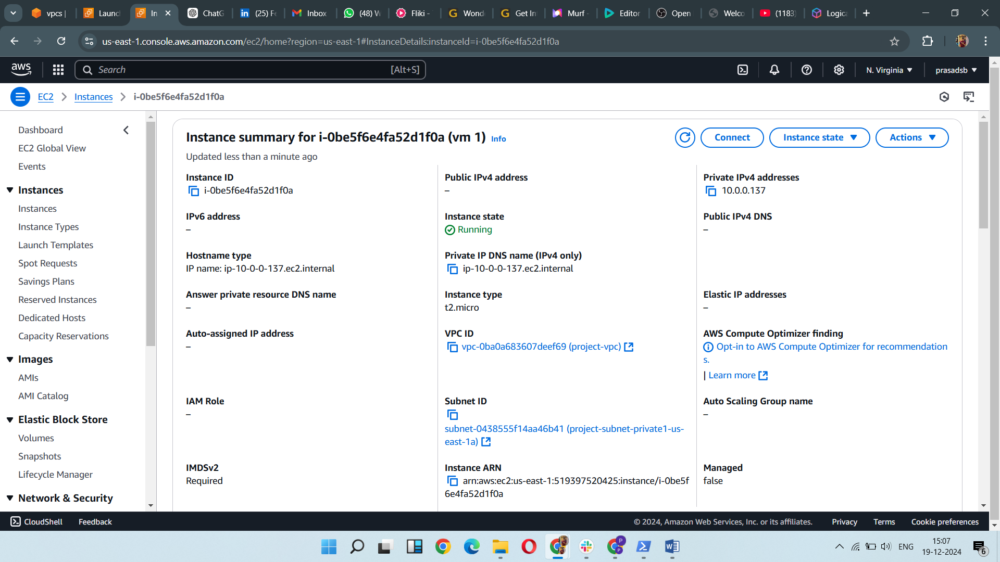 vpcs |
Launc
In
ChatG
(25) Fe
Inbox
(48) W
Fliki -
Wond
Get In
Murf -
Editor
Open
Welco
(1183)
Logica
us-east-1.console.aws.amazon.com/ec2/home?region=us-east-1#InstanceDetails:instanceId=i-0be5f6e4fa52d1f0a
aws
Search
[Alt+S]
N. Virginia
prasadsb
EC2
Instances
i-0be5f6e4fa52d1f0a
Dashboard
EC2 Global View
Events
Instances
Instances
Instance Types
Launch Templates
Spot Requests
Savings Plans
Reserved Instances
Dedicated Hosts
Capacity Reservations
Images
AMIs
AMI Catalog
Elastic Block Store
Volumes
Snapshots
Lifecycle Manager
Network & Security
Instance summary for i-0be5f6e4fa52d1f0a (vm 1) Info
Connect
Instance state
Actions
Updated less than a minute ago
Instance ID
i-0be5f6e4fa52d1f0a
Public IPv4 address
–
Private IPv4 addresses
10.0.0.137
IPv6 address
–
Instance state
Running
Public IPv4 DNS
–
Hostname type
IP name: ip-10-0-0-137.ec2.internal
Private IP DNS name (IPv4 only)
ip-10-0-0-137.ec2.internal
Answer private resource DNS name
–
Instance type
t2.micro
Elastic IP addresses
–
Auto-assigned IP address
–
VPC ID
vpc-0ba0a683607deef69 (project-vpc)
AWS Compute Optimizer finding
Opt-in to AWS Compute Optimizer for recommendation
s.
| Learn more
IAM Role
–
Subnet ID
subnet-0438555f14aa46b41 (project-subnet-private1-us-
east-1a)
Auto Scaling Group name
–
IMDSv2
Required
Instance ARN
arn:aws:ec2:us-east-1:519397520425:instance/i-0be5f
6e4fa52d1f0a
Managed
false
CloudShell
Feedback
© 2024, Amazon Web Services, Inc. or its affiliates.
Privacy
Terms
Cookie preferences
ENG
15:07
19-12-2024
6